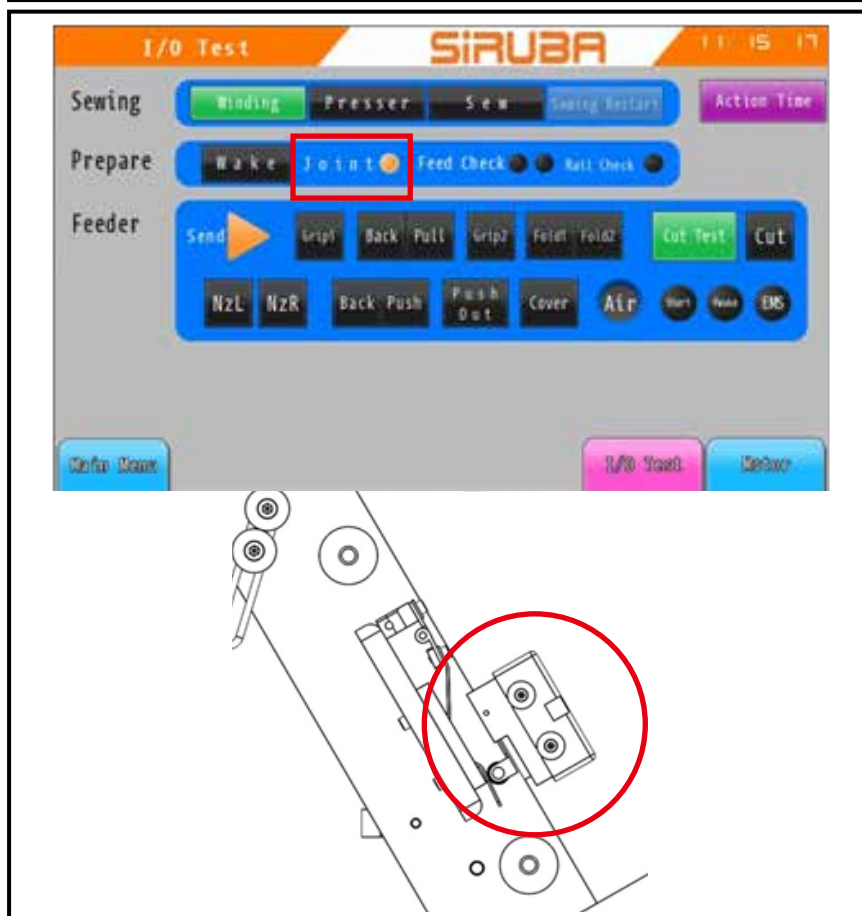 I/O Test SiRUBA 11 15 17
Sewing Winding Presser Sew Sewing Restart Action Time
Prepare Wake Joint Feed Check Rail Check
Feeder Send Grip1 Back Pull Grip2 Fold1 Fold2 Cut Test Cut
NzL NzR Back Push Push Out Cover Air Start Pause EMS
Main Menu I/O Test Motor